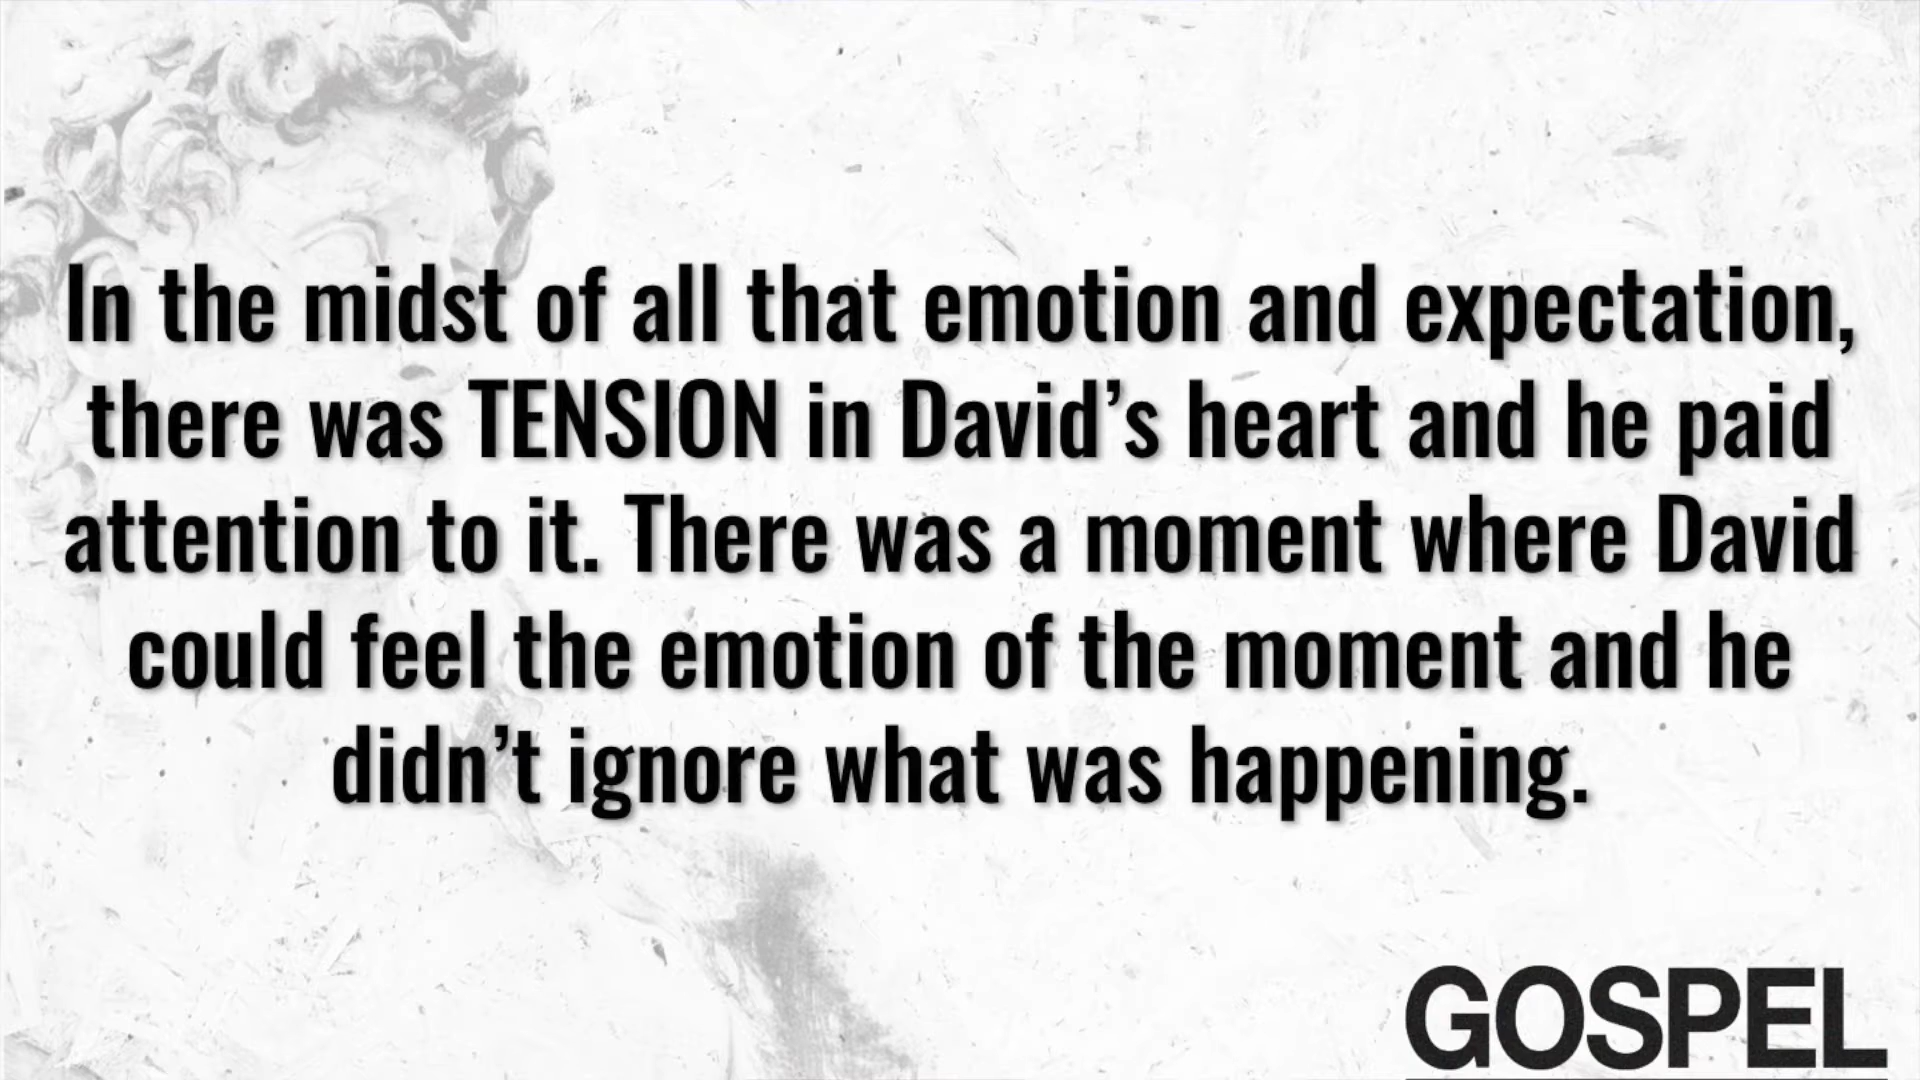 In the midst of all that emotion and expectation,
there was TENSION in David’s heart and he paid
attention to it. There was a moment where David
could feel the emotion of the moment and he
didn’t ignore what was happening.
GOSPEL